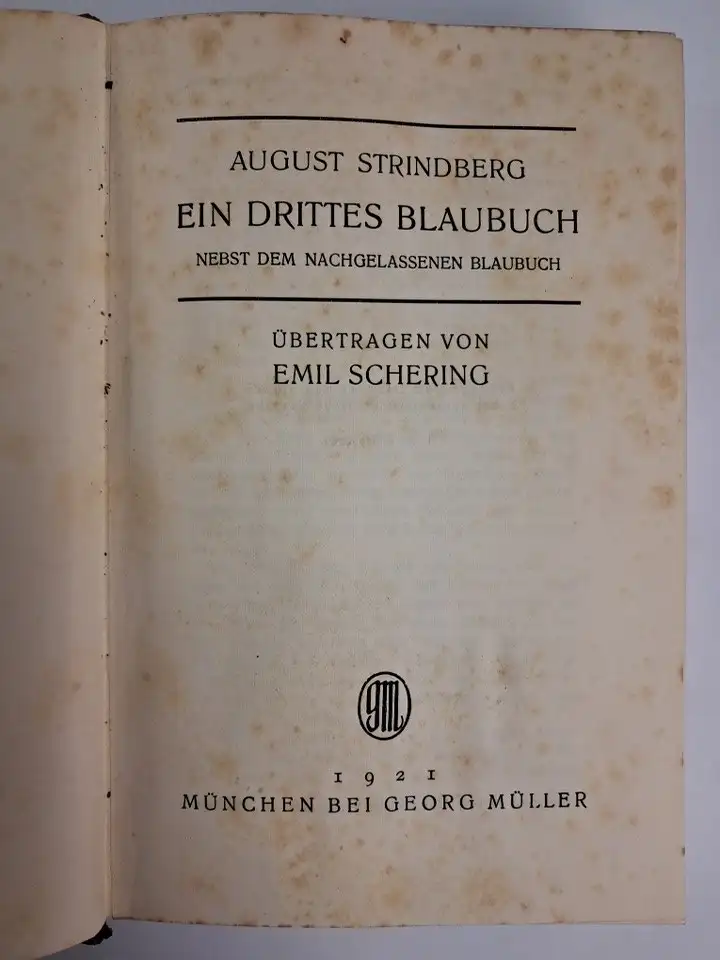 AUGUST STRINDBERG
EIN DRITTES BLAUBUCH
NEBST DEM NACHGELASSENEN BLAUBUCH
ÜBERTRAGEN VON
EMIL SCHERING
GM
1921
MÜNCHEN BEI GEORG MÜLLER